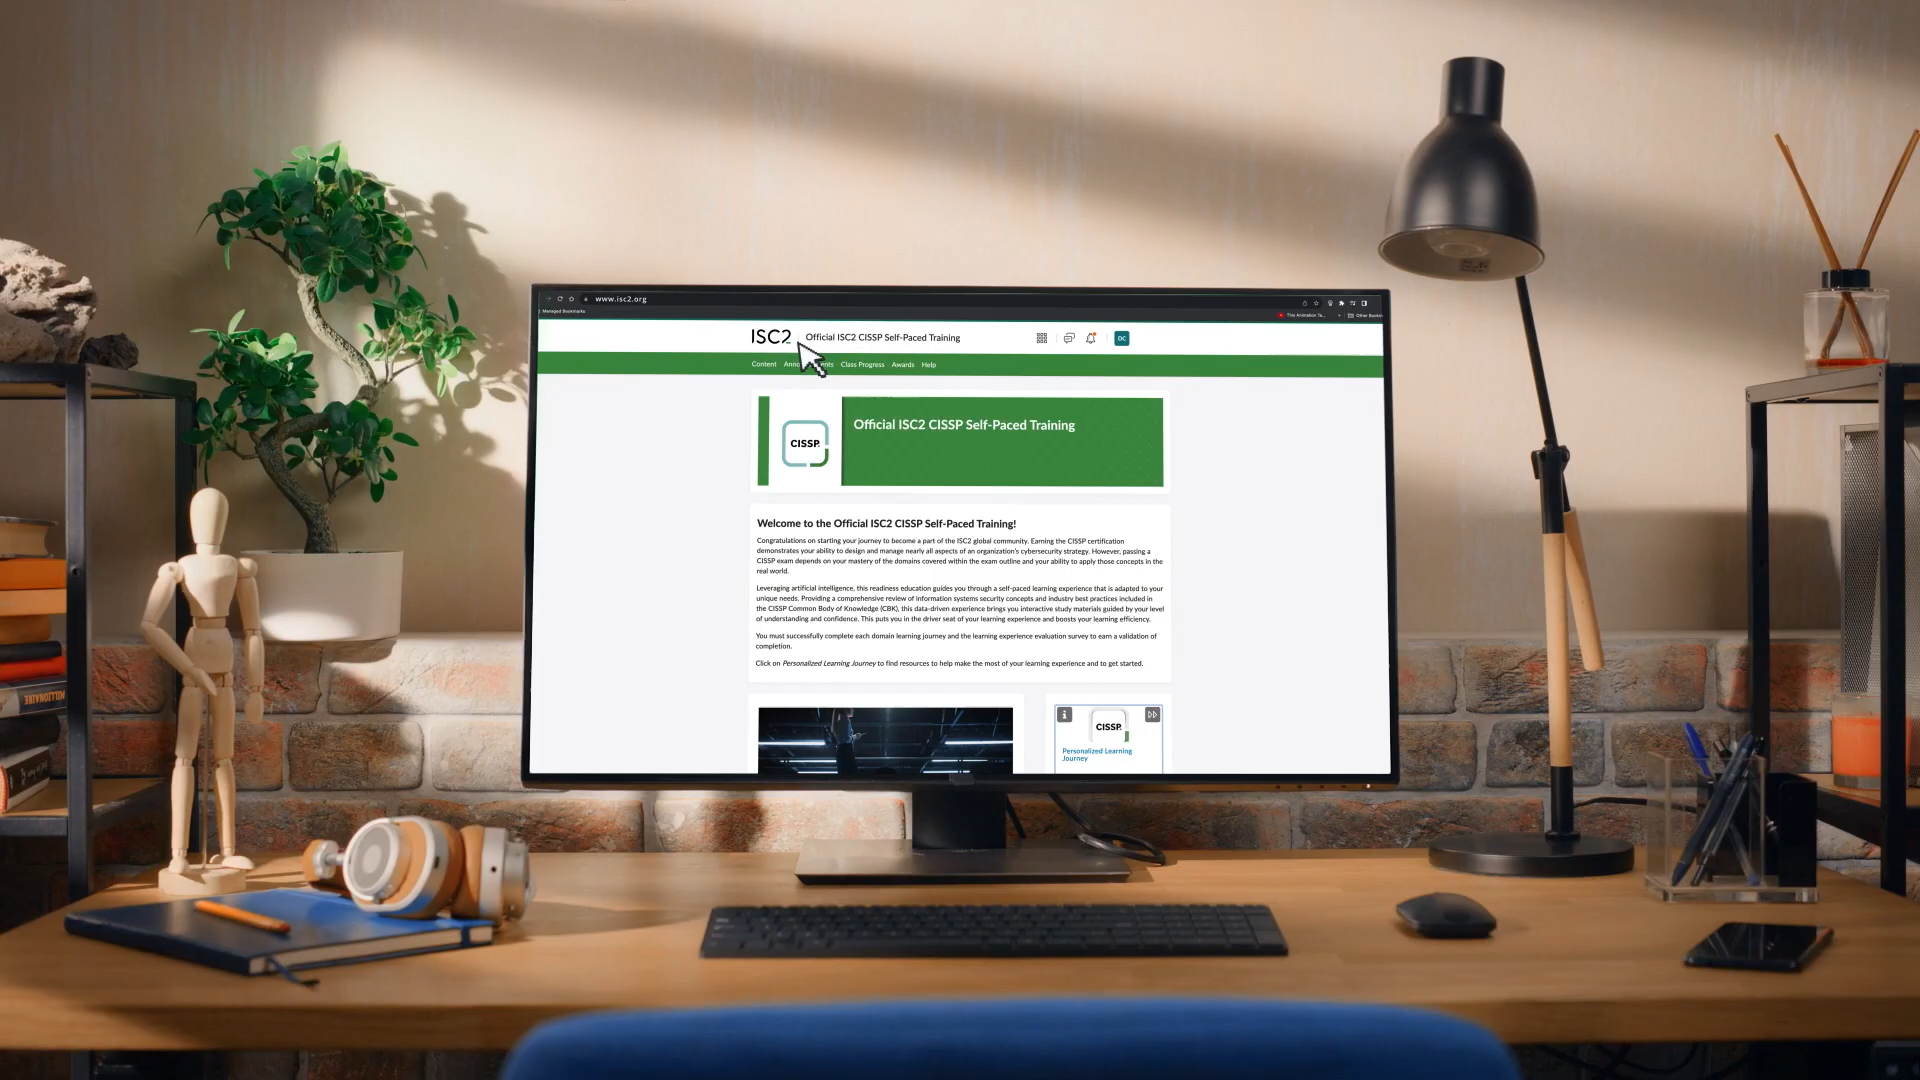 www.isc2.org
Managed Bookmarks
This Animation Te...
Other Bookm
ISC2
Official ISC2 CISSP Self-Paced Training
DC
Content
Class Progress
Awards
Help
CISSP
Official ISC2 CISSP Self-Paced Training
Welcome to the Official ISC2 CISSP Self-Paced Training!
Congratulations on starting your journey to become a part of the ISC2 global community. Earning the CISSP certification
demonstrates your ability to design and manage nearly all aspects of an organization's cybersecurity strategy. However, passing a
CISSP exam depends on your mastery of the domains covered within the exam outline and your ability to apply those concepts in the
real world.
Leveraging artificial intelligence, this readiness education guides you through a self-paced learning experience that is adapted to your
unique needs. Providing a comprehensive review of information systems security concepts and industry best practices included in
the CISSP Common Body of Knowledge (CBK), this data-driven experience brings you interactive study materials guided by your level
of understanding and confidence. This puts you in the driver seat of your learning experience and boosts your learning efficiency.
You must successfully complete each domain learning journey and the learning experience evaluation survey to earn a validation of
completion.
Click on Personalized Learning Journey to find resources to help make the most of your learning experience and to get started.
CISSP
Personalized Learning
Journey
MILLIONAIRE